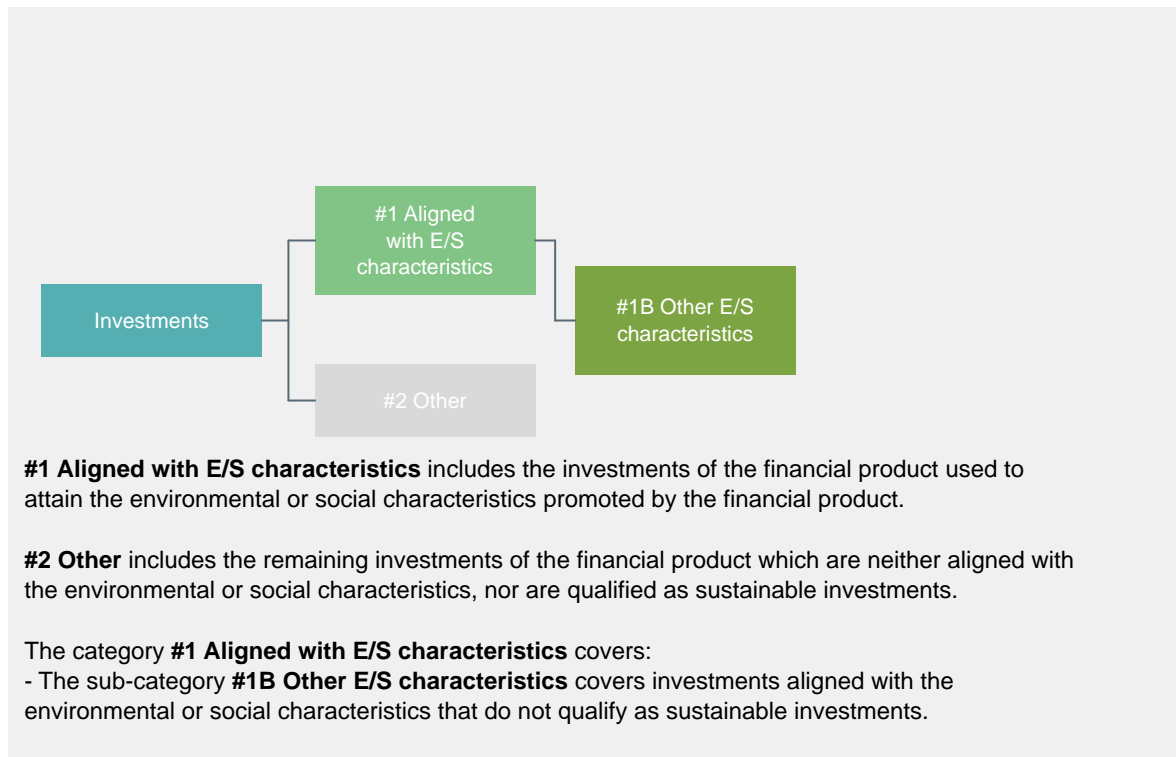 #1 Aligned
with E/S
characteristics
#1B Other E/S
characteristics
Investments
#2 Other
#1 Aligned with E/S characteristics includes the investments of the financial product used to
attain the environmental or social characteristics promoted by the financial product.
#2 Other includes the remaining investments of the financial product which are neither aligned with
the environmental or social characteristics, nor are qualified as sustainable investments.
The category #1 Aligned with E/S characteristics covers:
- The sub-category #1B Other E/S characteristics covers investments aligned with the
environmental or social characteristics that do not qualify as sustainable investments.